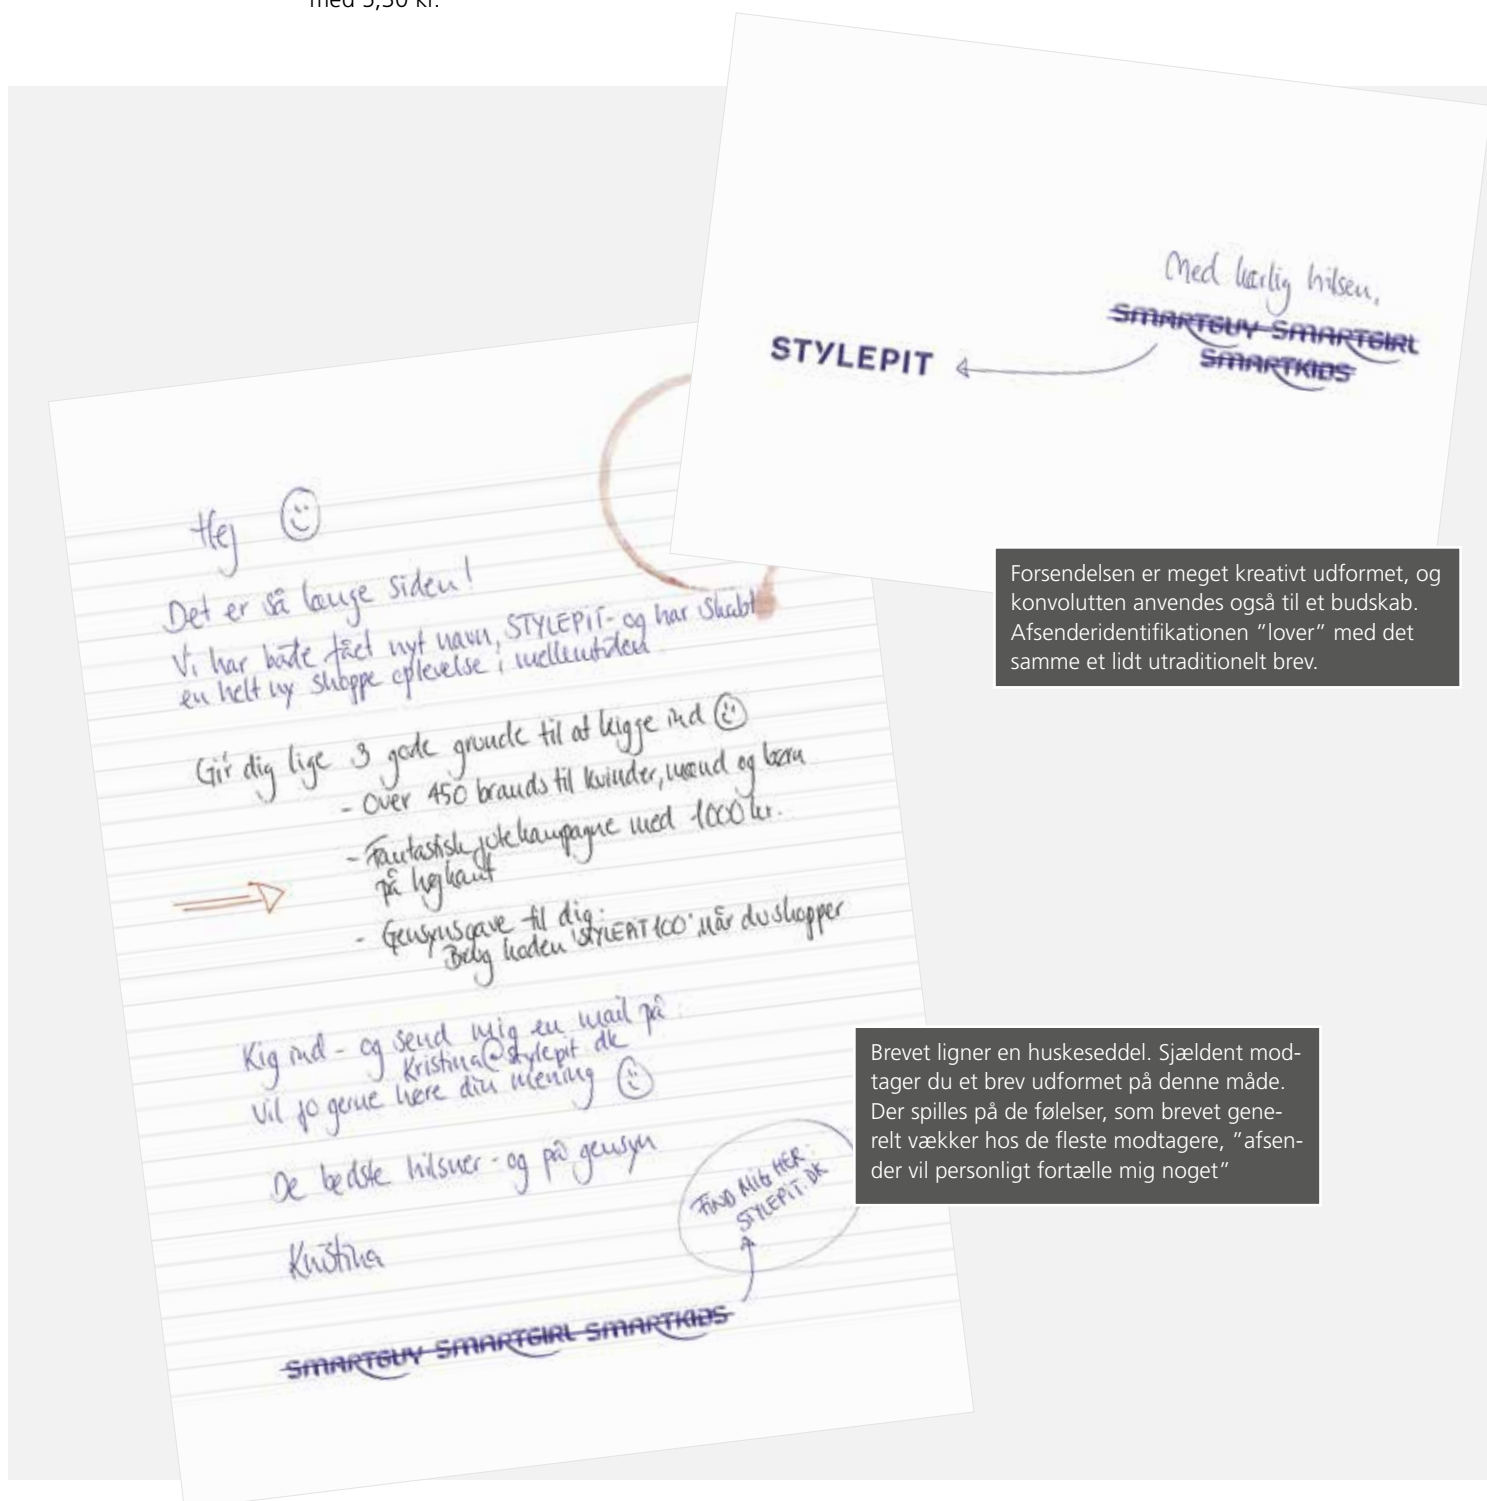 med 5,50 kr.
Med kærlig hilsen,
SMARTGUY SMARTGIRL
SMARTKIDS
STYLEPIT
Forsendelsen er meget kreativt udformet, og
konvolutten anvendes også til et budskab.
Afsenderidentifikationen ”lover” med det
samme et lidt utraditionelt brev.
Hej
Det er så længe siden!
Vi har både fået nyt navn, STYLEPIT - og har skabt
en helt ny shoppe oplevelse i mellemtiden
Gi'r dig lige 3 gode grunde til at kigge ind
- Over 450 brands til kvinder, mænd og børn
- Fantastisk julekampagne med 1000 kr.
på højkant
- Gensynsgave til dig:
Brug koden 'STYLEPIT100' når du shopper
Kig ind - og send mig en mail på:
Kristina@stylepit.dk
Vil jo gerne høre din mening
De bedste hilsner - og på gensyn
Kristina
FIND MIG HER:
STYLEPIT.DK
SMARTGUY SMARTGIRL SMARTKIDS
Brevet ligner en huskeseddel. Sjældent mod-
tager du et brev udformet på denne måde.
Der spilles på de følelser, som brevet gene-
relt vækker hos de fleste modtagere, ”afsen-
der vil personligt fortælle mig noget”